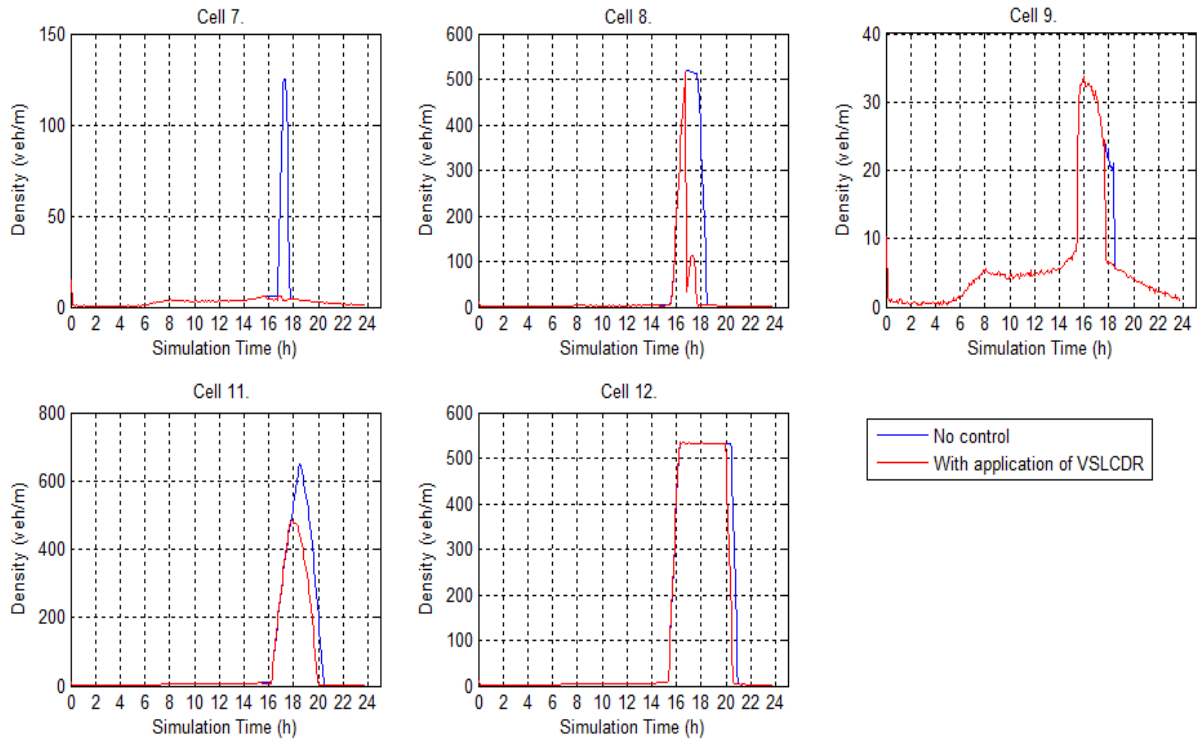 Cell 7.
150
100
50
0
Density (veh/m)
0 2 4 6 8 10 12 14 16 18 20 22 24
Simulation Time (h)
Cell 8.
600
500
400
300
200
100
0
Density (veh/m)
0 2 4 6 8 10 12 14 16 18 20 22 24
Simulation Time (h)
Cell 9.
40
30
20
10
0
Density (veh/m)
0 2 4 6 8 10 12 14 16 18 20 22 24
Simulation Time (h)
Cell 11.
800
600
400
200
0
Density (veh/m)
0 2 4 6 8 10 12 14 16 18 20 22 24
Simulation Time (h)
Cell 12.
600
500
400
300
200
100
0
Density (veh/m)
0 2 4 6 8 10 12 14 16 18 20 22 24
Simulation Time (h)
No control
With application of VSLCDR